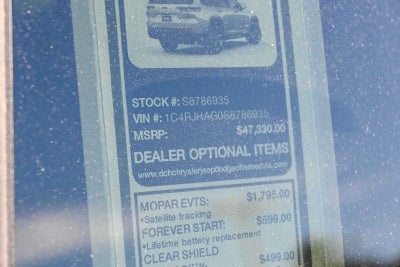 STOCK #: S8786935
VIN #: 1C4RJHAG0S8786935
MSRP: $47,330.00
DEALER OPTIONAL ITEMS
www.dchchryslerjeepdodgeoftemecula.com
MOPAR EVTS: $1,795.00
•Satellite tracking
FOREVER START: $699.00
•Lifetime battery replacement
CLEAR SHIELD $499.00